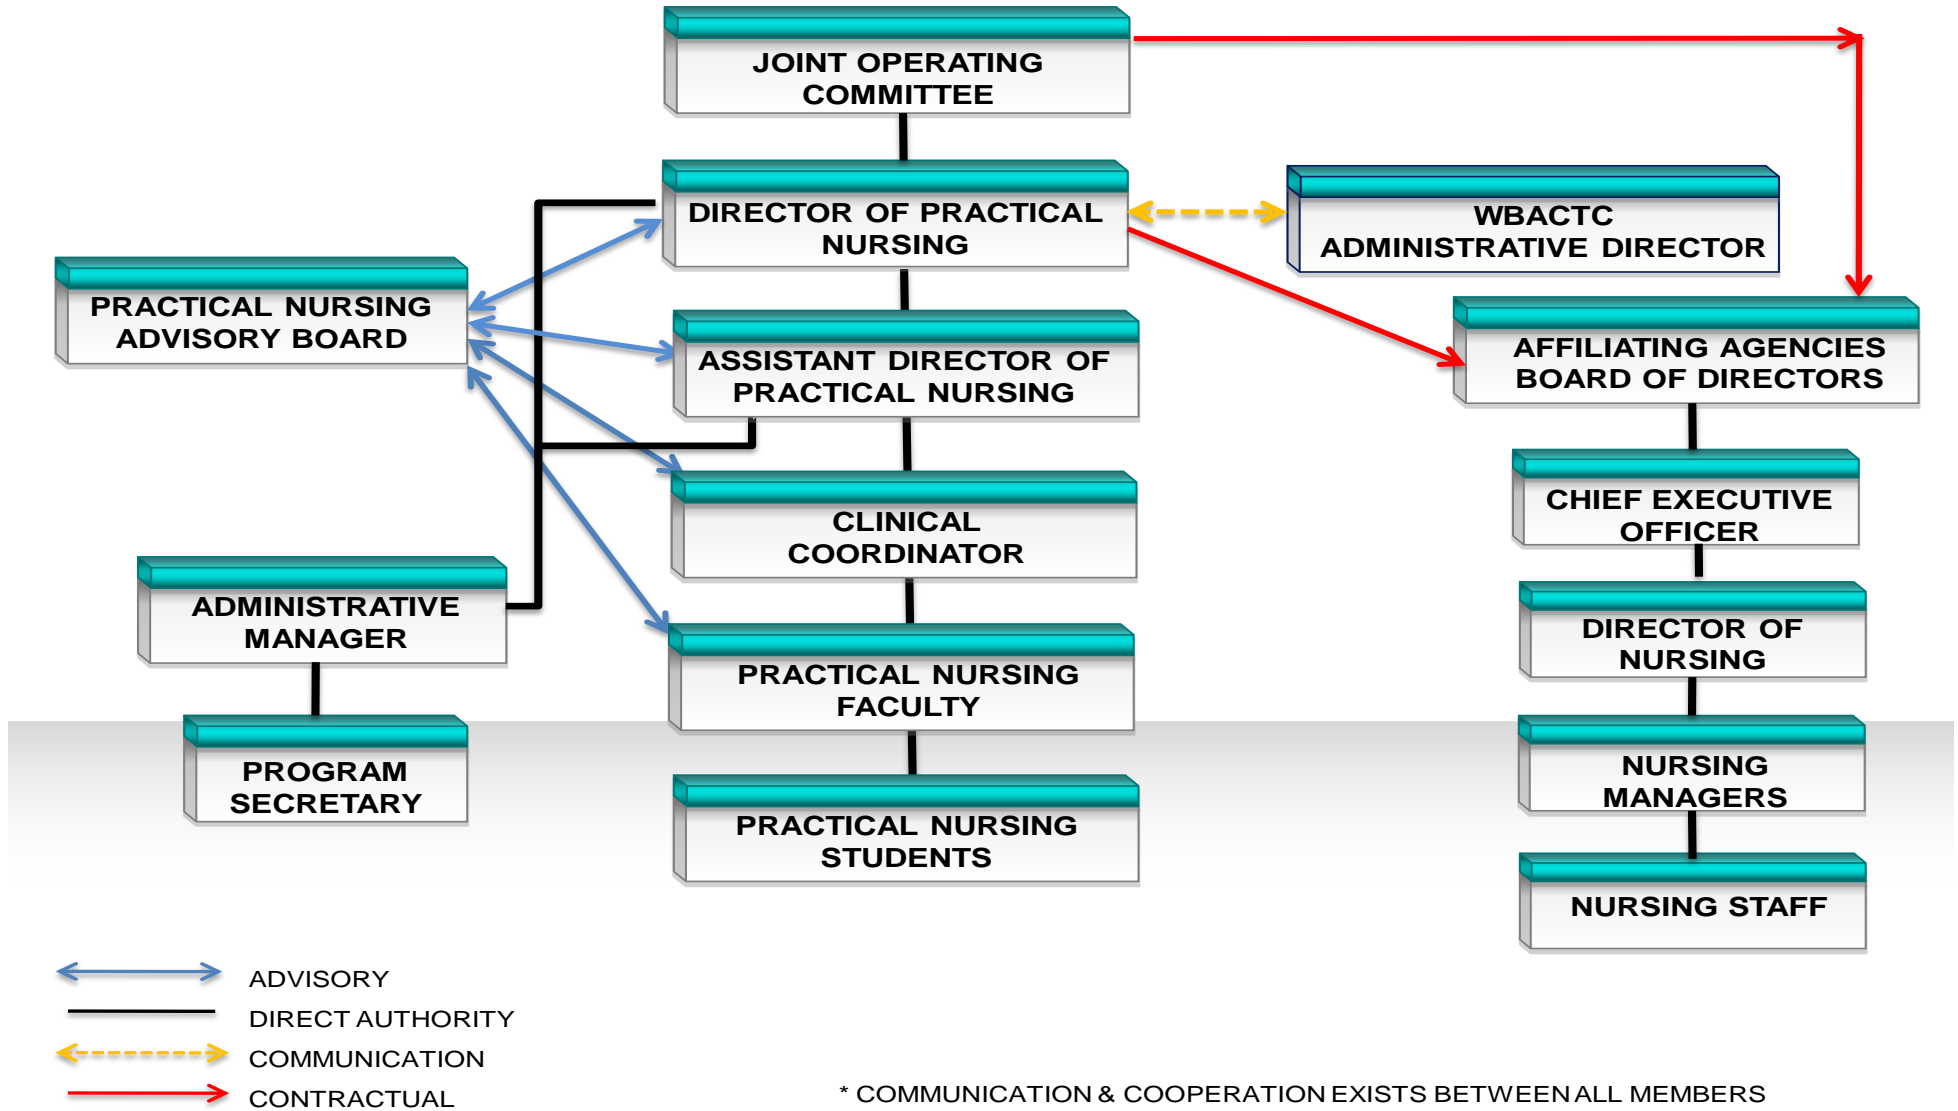 JOINT OPERATING
COMMITTEE
DIRECTOR OF PRACTICAL
NURSING
WBACTC
ADMINISTRATIVE DIRECTOR
PRACTICAL NURSING
ADVISORY BOARD
ASSISTANT DIRECTOR OF
PRACTICAL NURSING
AFFILIATING AGENCIES
BOARD OF DIRECTORS
CLINICAL
COORDINATOR
CHIEF EXECUTIVE
OFFICER
ADMINISTRATIVE
MANAGER
PRACTICAL NURSING
FACULTY
DIRECTOR OF
NURSING
PROGRAM
SECRETARY
PRACTICAL NURSING
STUDENTS
NURSING
MANAGERS
NURSING STAFF
ADVISORY
DIRECT AUTHORITY
COMMUNICATION
CONTRACTUAL
* COMMUNICATION & COOPERATION EXISTS BETWEEN ALL MEMBERS